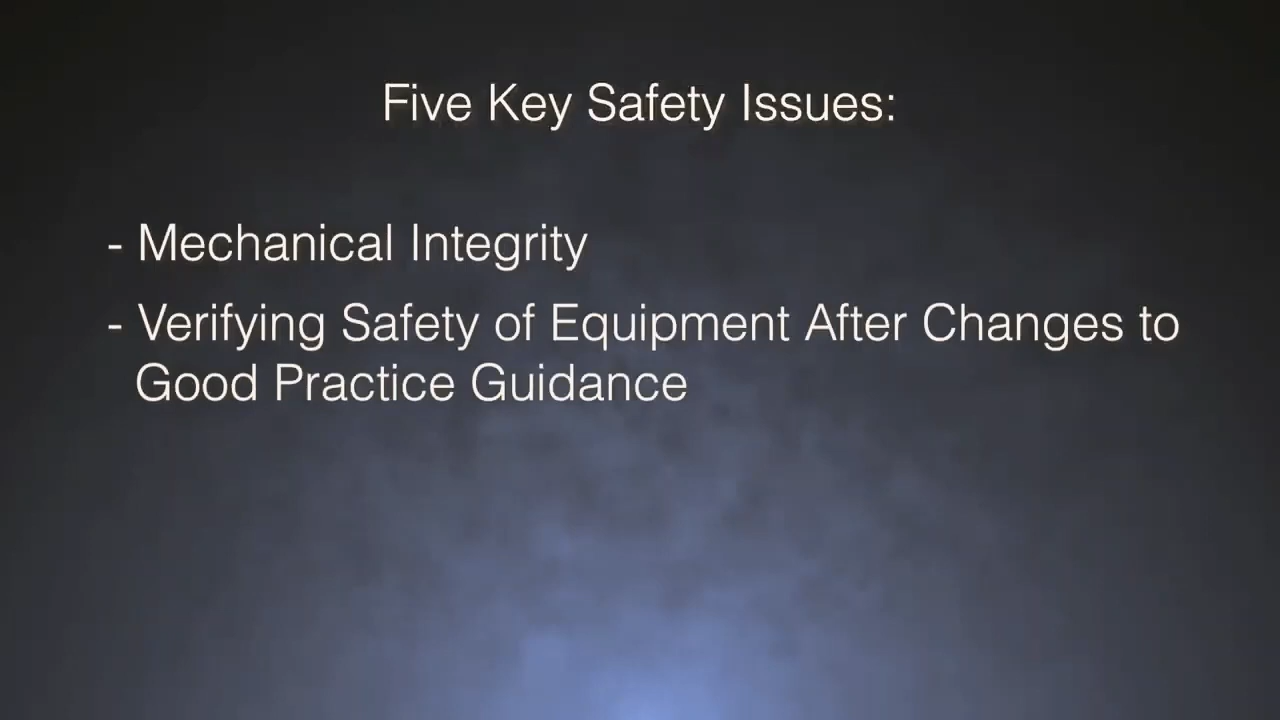 Five Key Safety Issues:
- Mechanical Integrity
- Verifying Safety of Equipment After Changes to
Good Practice Guidance